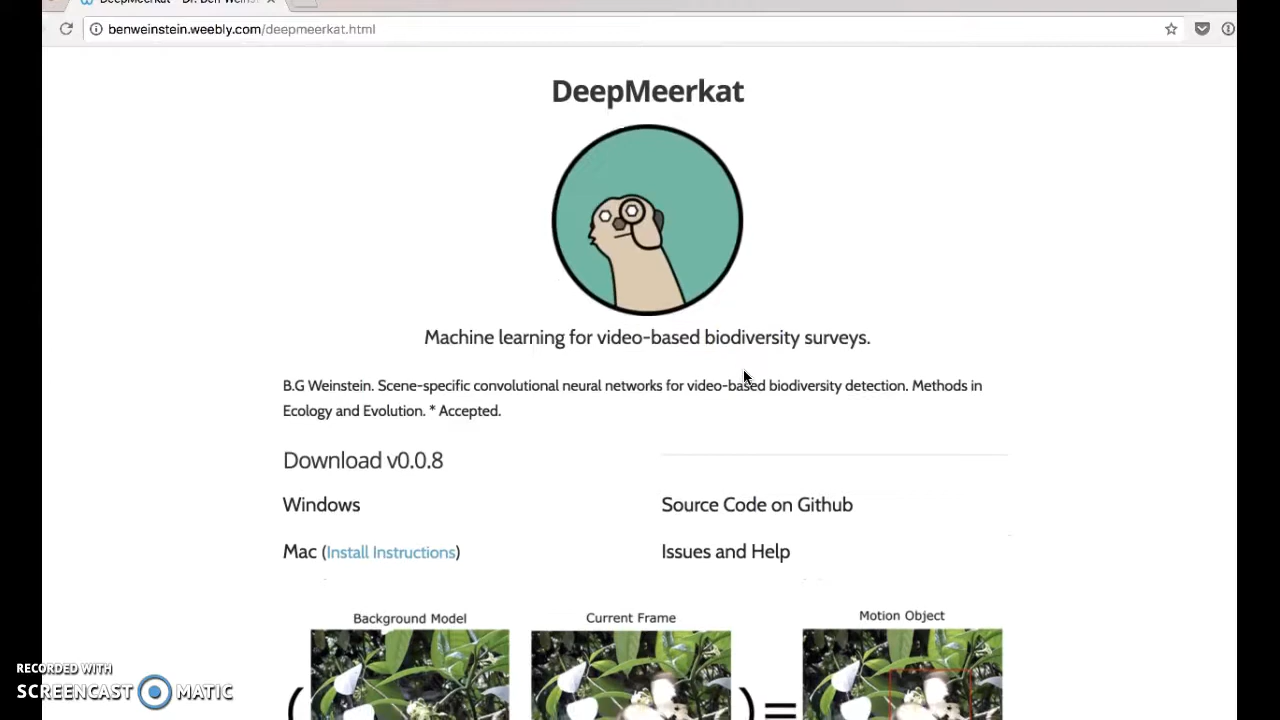 DeepMeerkat - Dr. Ben Weinst
benweinstein.weebly.com/deepmeerkat.html
DeepMeerkat
Machine learning for video-based biodiversity surveys.
B.G Weinstein. Scene-specific convolutional neural networks for video-based biodiversity detection. Methods in
Ecology and Evolution. * Accepted.
Download v0.0.8
Windows
Source Code on Github
Mac (Install Instructions)
Issues and Help
Background Model
Current Frame
Motion Object
( ) =
RECORDED WITH
SCREENCAST MATIC